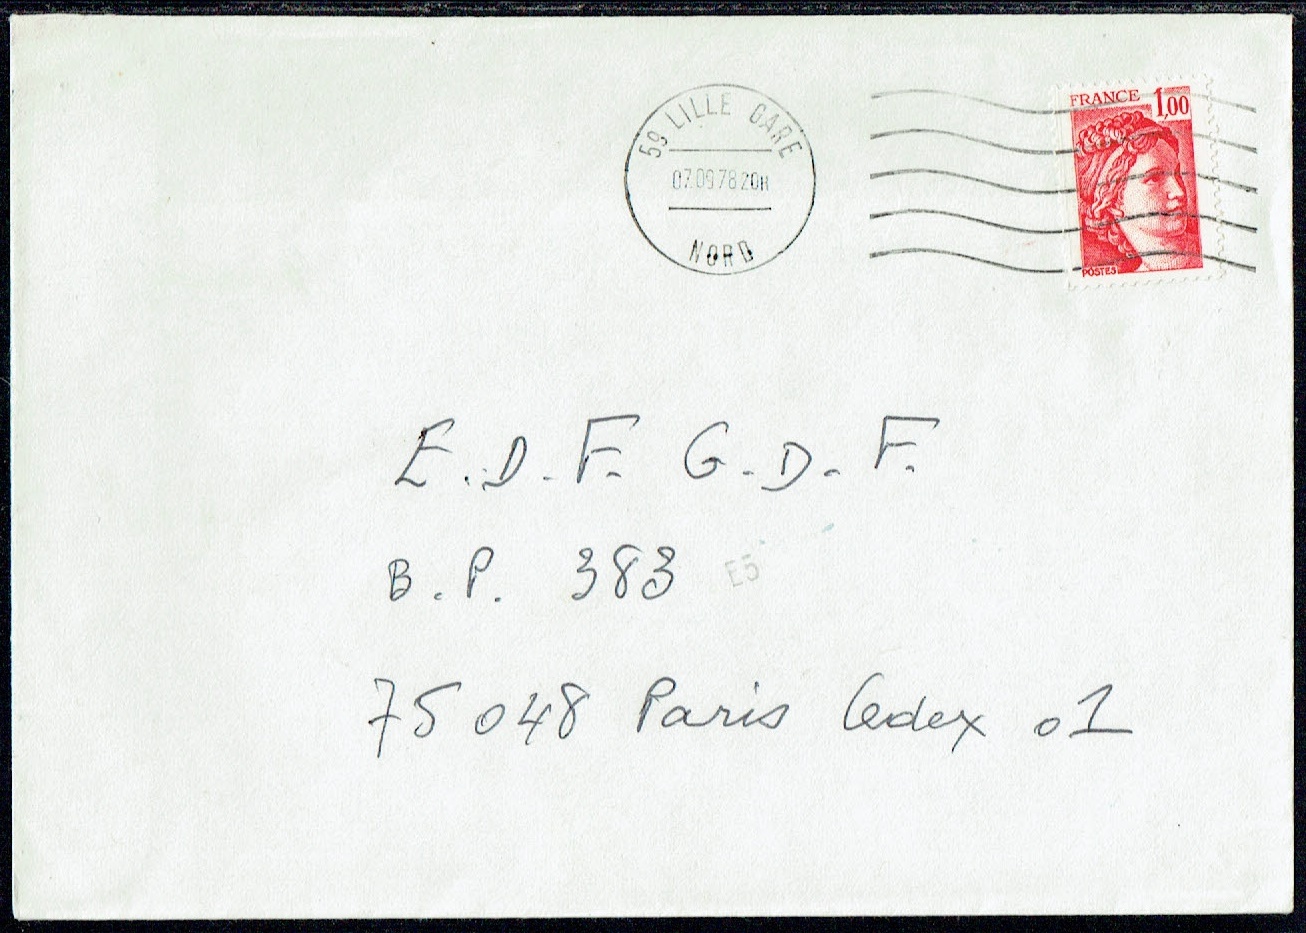 59 LILLE GARE
07.09 78 20H
NORD
FRANCE 1,00
POSTES
E.D.F. G.D.F.
B.P. 383
E5
75048 Paris Cedex 01